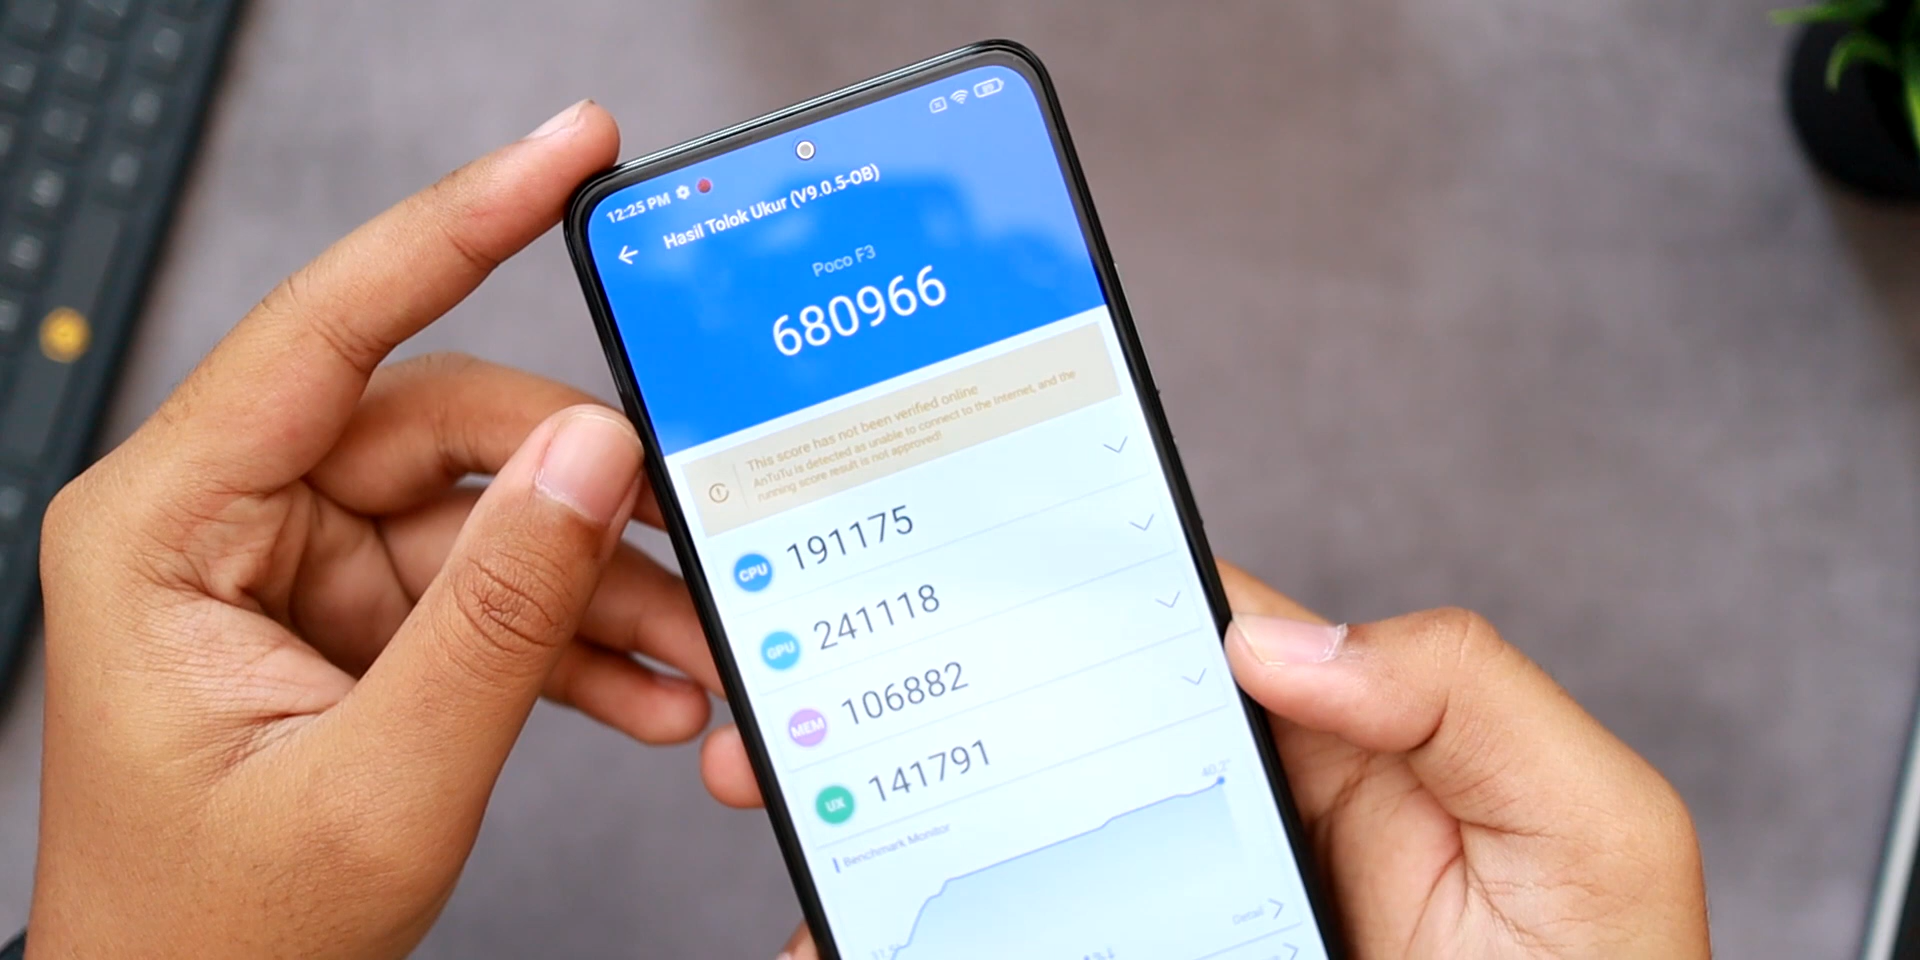 12:25 PM
Hasil Tolok Ukur (V9.0.5-OB)
Poco F3
680966
This score has not been verified online
AnTuTu is detected as unable to connect to the Internet, and the
running score result is not approved!
CPU 191175
GPU 241118
MEM 106882
UX 141791
Benchmark Monitor
40.2°
Detail